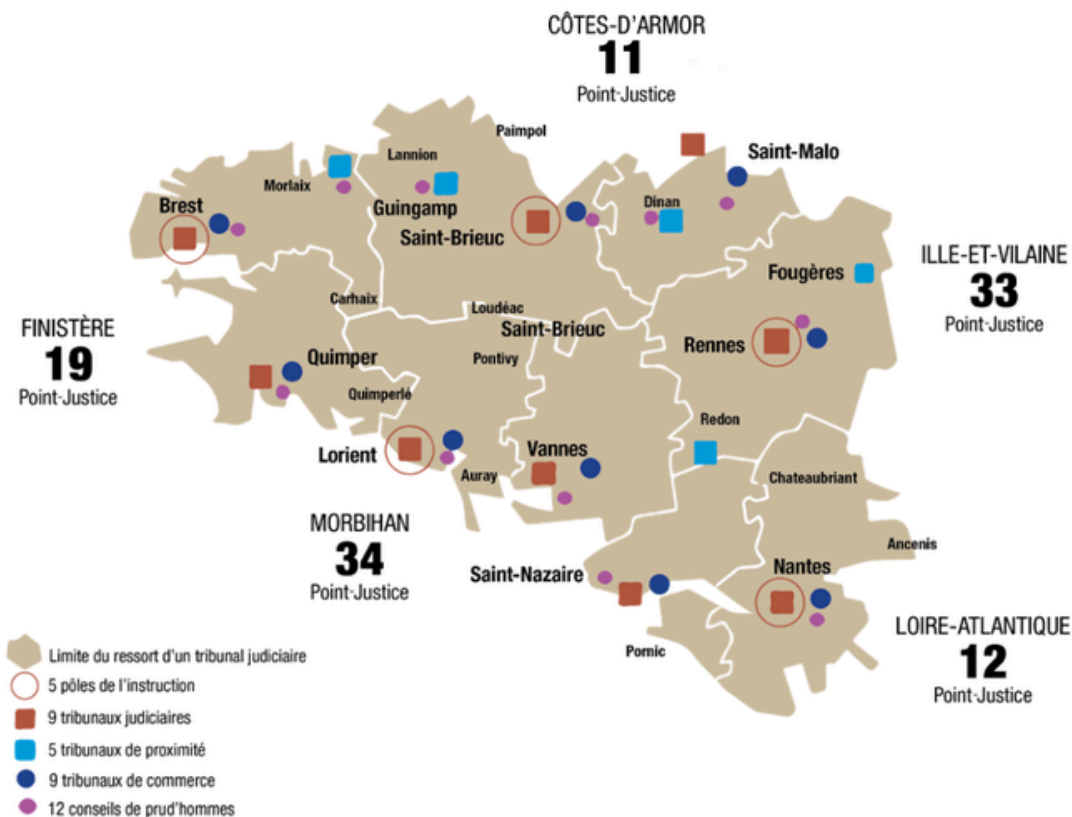 CÔTES-D'ARMOR
11
Point-Justice
Paimpol
Lannion
Saint-Malo
Morlaix
Dinan
Brest
Guingamp
Saint-Brieuc
ILLE-ET-VILAINE
33
Point-Justice
Fougères
Carhaix
Loudéac
Saint-Brieuc
FINISTÈRE
19
Point-Justice
Rennes
Quimper
Pontivy
Quimperlé
Redon
Lorient
Vannes
Auray
Chateaubriant
MORBIHAN
34
Point-Justice
Ancenis
Saint-Nazaire
Nantes
LOIRE-ATLANTIQUE
12
Point-Justice
Pornic
Limite du ressort d'un tribunal judiciaire
5 pôles de l'instruction
9 tribunaux judiciaires
5 tribunaux de proximité
9 tribunaux de commerce
12 conseils de prud'hommes